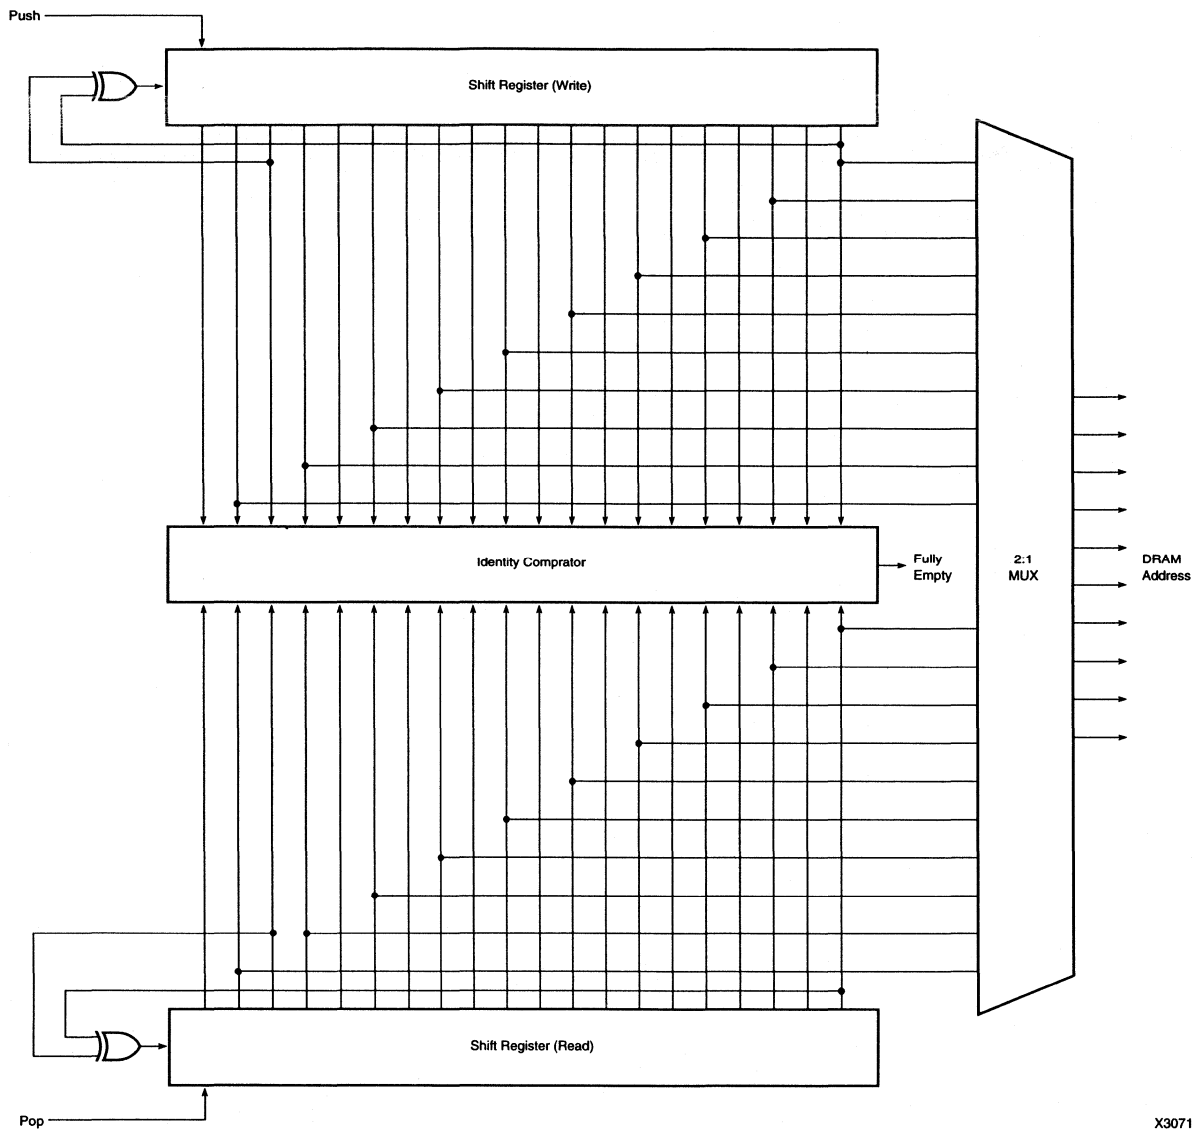 Push
Shift Register (Write)
Identity Comprator
Fully
Empty
2:1
MUX
DRAM
Address
Shift Register (Read)
Pop
X3071